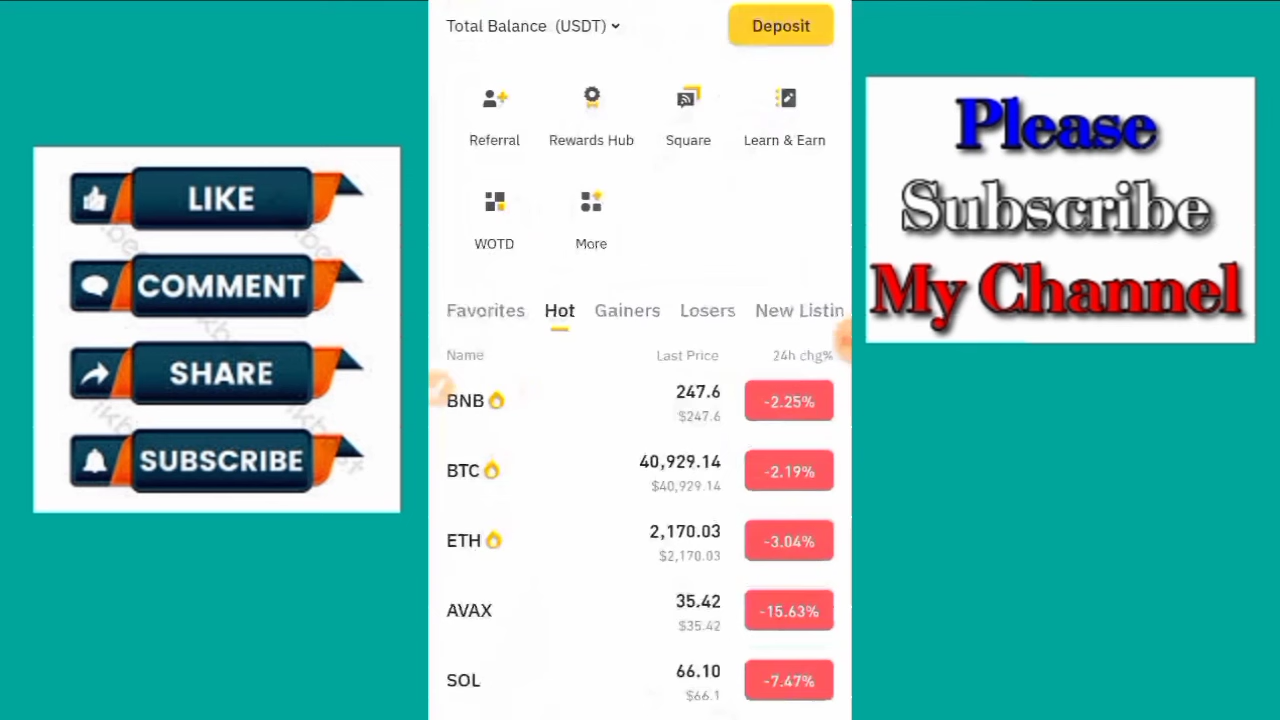 LIKE
COMMENT
SHARE
SUBSCRIBE
Total Balance (USDT)
Deposit
Referral Rewards Hub Square Learn & Earn
WOTD More
Favorites Hot Gainers Losers New Listin
Name Last Price 24h chg%
BNB 247.6 -2.25%
$247.6
BTC 40,929.14 -2.19%
$40,929.14
ETH 2,170.03 -3.04%
$2,170.03
AVAX 35.42 -15.63%
$35.42
SOL 66.10 -7.47%
$66.1
Please
Subscribe
My Channel